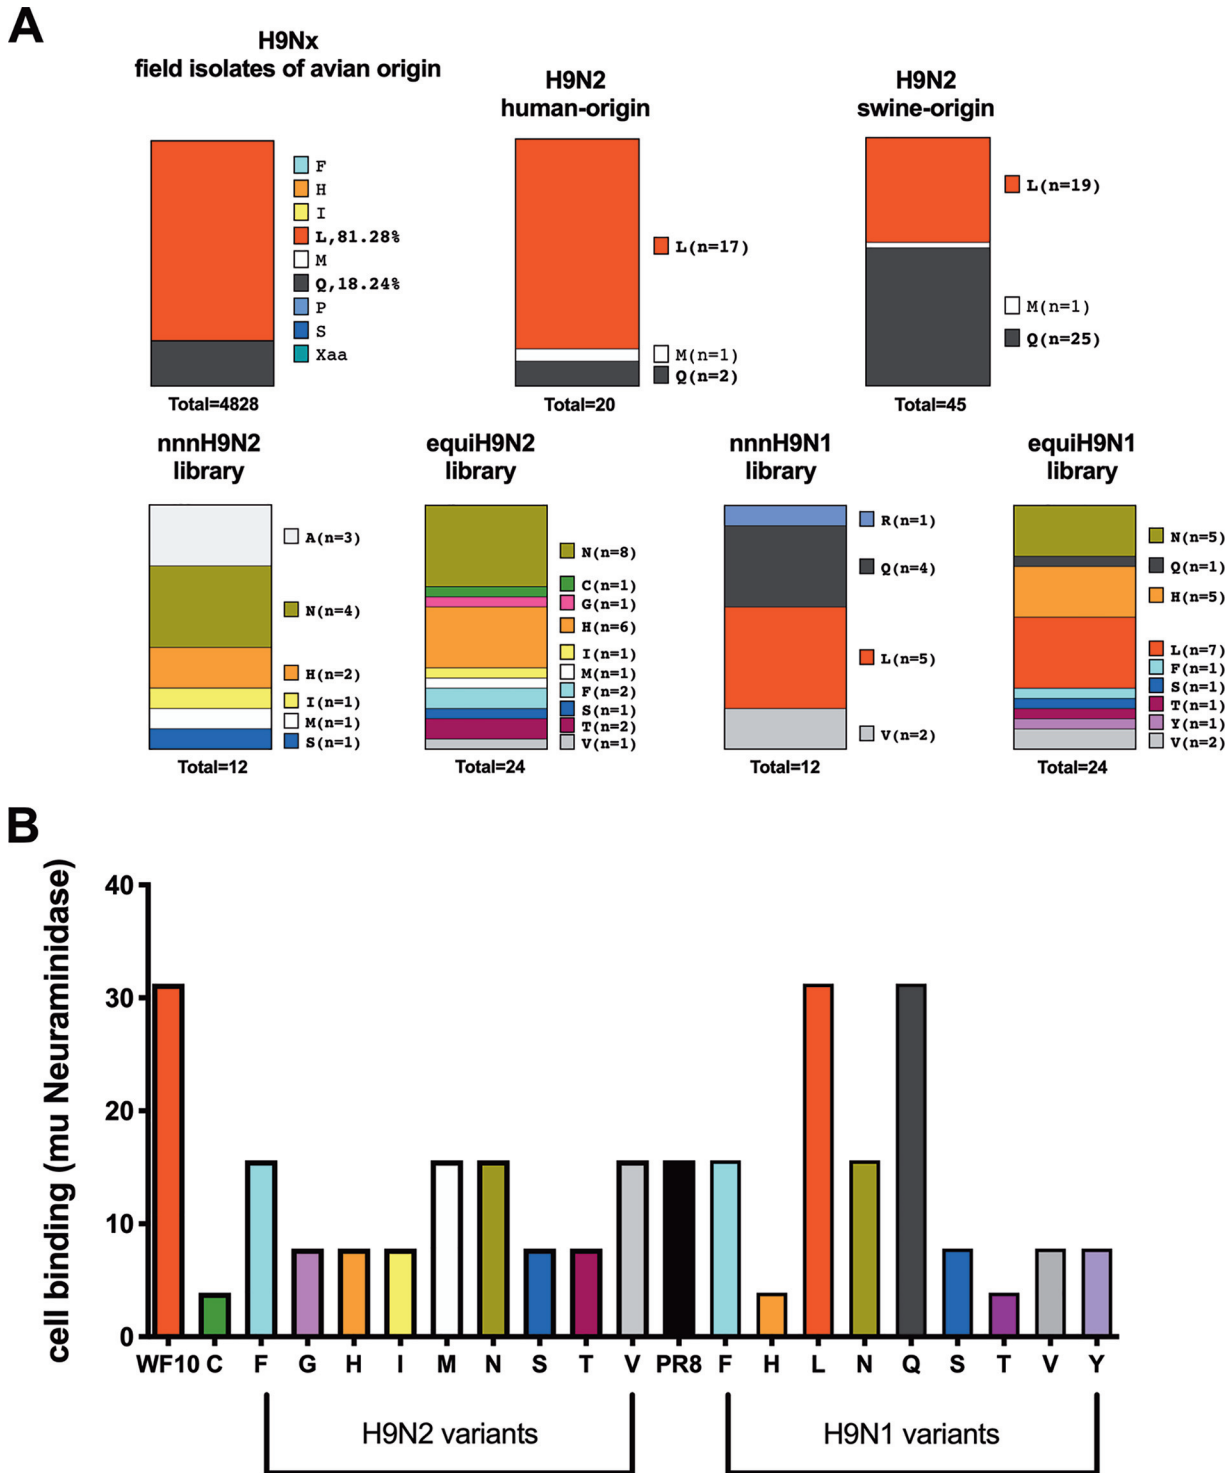 A
H9Nx
field isolates of avian origin
F
H
I
L,81.28%
M
Q,18.24%
P
S
Xaa
Total=4828
H9N2
human-origin
L(n=17)
M(n=1)
Q(n=2)
Total=20
H9N2
swine-origin
L(n=19)
M(n=1)
Q(n=25)
Total=45
nnnH9N2
library
A(n=3)
N(n=4)
H(n=2)
I(n=1)
M(n=1)
S(n=1)
Total=12
equiH9N2
library
N(n=8)
C(n=1)
G(n=1)
H(n=6)
I(n=1)
M(n=1)
F(n=2)
S(n=1)
T(n=2)
V(n=1)
Total=24
nnnH9N1
library
R(n=1)
Q(n=4)
L(n=5)
V(n=2)
Total=12
equiH9N1
library
N(n=5)
Q(n=1)
H(n=5)
L(n=7)
F(n=1)
S(n=1)
T(n=1)
Y(n=1)
V(n=2)
Total=24
B
cell binding (mu Neuraminidase)
40
30
20
10
0
WF10 C F G H I M N S T V PR8 F H L N Q S T V Y
H9N2 variants
H9N1 variants